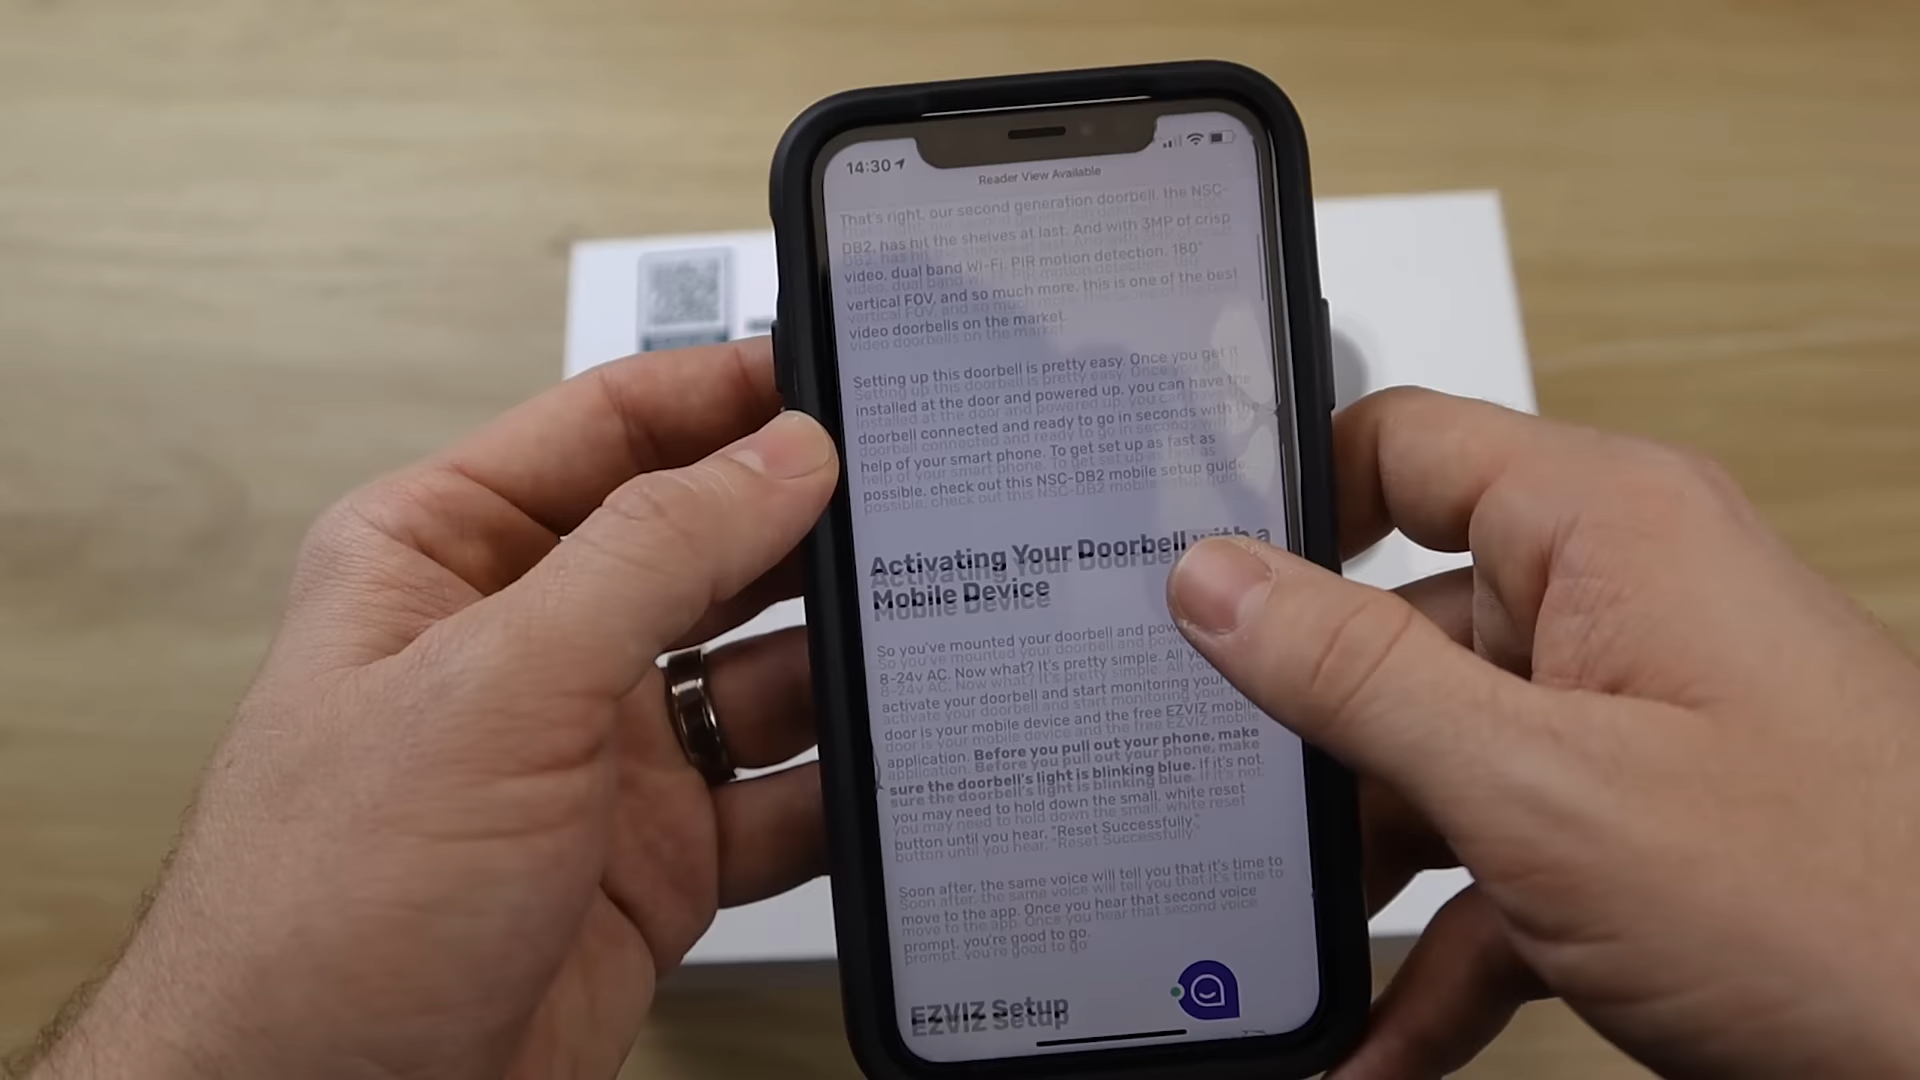 14:30
Reader View Available
That's right, our second generation doorbell, the NSC-
DB2, has hit the shelves at last. And with 3MP of crisp
video, dual band Wi-Fi, PIR motion detection, 180°
vertical FOV, and so much more, this is one of the best
video doorbells on the market.
Setting up this doorbell is pretty easy. Once you get it
installed at the door and powered up, you can have the
doorbell connected and ready to go in seconds with the
help of your smart phone. To get set up as fast as
possible, check out this NSC-DB2 mobile setup guide.
Activating Your Doorbell with a
Mobile Device
So you've mounted your doorbell and
8-24v AC. Now what? It's pretty simple. All
activate your doorbell and start monitoring your
door is your mobile device and the free EZVIZ mobile
application. Before you pull out your phone, make
sure the doorbell's light is blinking blue. If it's not,
you may need to hold down the small, white reset
button until you hear, "Reset Successfully."
Soon after, the same voice will tell you that it's time to
move to the app. Once you hear that second voice
prompt, you're good to go.
EZVIZ Setup